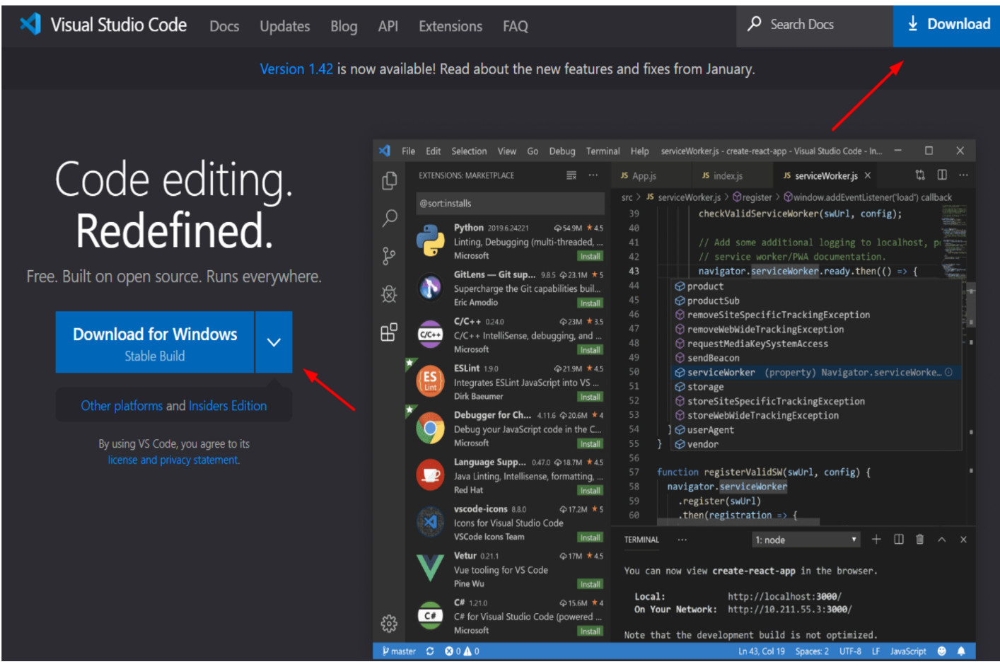 Visual Studio Code Docs Updates Blog API Extensions FAQ Search Docs Download
Version 1.42 is now available! Read about the new features and fixes from January.
Code editing.
Redefined.
Free. Built on open source. Runs everywhere.
Download for Windows
Stable Build
Other platforms and Insiders Edition
By using VS Code, you agree to its
license and privacy statement.
File Edit Selection View Go Debug Terminal Help serviceWorker.js - create-react-app - Visual Studio Code - In...
EXTENSIONS: MARKETPLACE
@sort:installs
Python 2019.6.24221 54.9M ★ 4.5
Linting, Debugging (multi-threaded, ...
Microsoft Install
GitLens — Git sup... 9.8.5 23.1M ★ 5
Supercharge the Git capabilities buil...
Eric Amodio Install
C/C++
C/C++ 0.24.0 23M ★ 3.5
C/C++ IntelliSense, debugging, and ...
Microsoft Install
ES
Lint
ESLint 1.9.0 21.9M ★ 4.5
Integrates ESLint JavaScript into VS ...
Dirk Baeumer Install
Debugger for Ch... 4.11.6 20.6M ★ 4
Debug your JavaScript code in the C...
Microsoft Install
Language Supp... 0.47.0 18.7M ★ 4.5
Java Linting, Intellisense, formatting, ...
Red Hat Install
vscode-icons 8.8.0 17.2M ★ 5
Icons for Visual Studio Code
VSCode Icons Team Install
Vetur 0.21.1 17M ★ 4.5
Vue tooling for VS Code
Pine Wu Install
C#
C# 1.21.0 15.6M ★ 4
C# for Visual Studio Code (powered ...
Microsoft Install
JS App.js JS index.js JS serviceWorker.js
src > JS serviceWorker.js > register > window.addEventListener('load') callback
39 checkValidServiceWorker(swUrl, config);
40
41 // Add some additional logging to localhost, p
42 // service worker/PWA documentation.
43 navigator.serviceWorker.ready.then(() => {
44 product
45 productSub
46 removeSiteSpecificTrackingException
47 removeWebWideTrackingException
48 requestMediaKeySystemAccess
49 sendBeacon
50 serviceWorker (property) Navigator.serviceWorke...
51 storage
52 storeSiteSpecificTrackingException
53 storeWebWideTrackingException
54 ] userAgent
55 } vendor
56
57 function registerValidSW(swUrl, config) {
58 navigator.serviceWorker
59 .register(swUrl)
60 .then(registration => {
TERMINAL ... 1: node
You can now view create-react-app in the browser.
Local: http://localhost:3000/
On Your Network: http://10.211.55.3:3000/
Note that the development build is not optimized.
master 0 0 Ln 43, Col 19 Spaces: 2 UTF-8 LF JavaScript